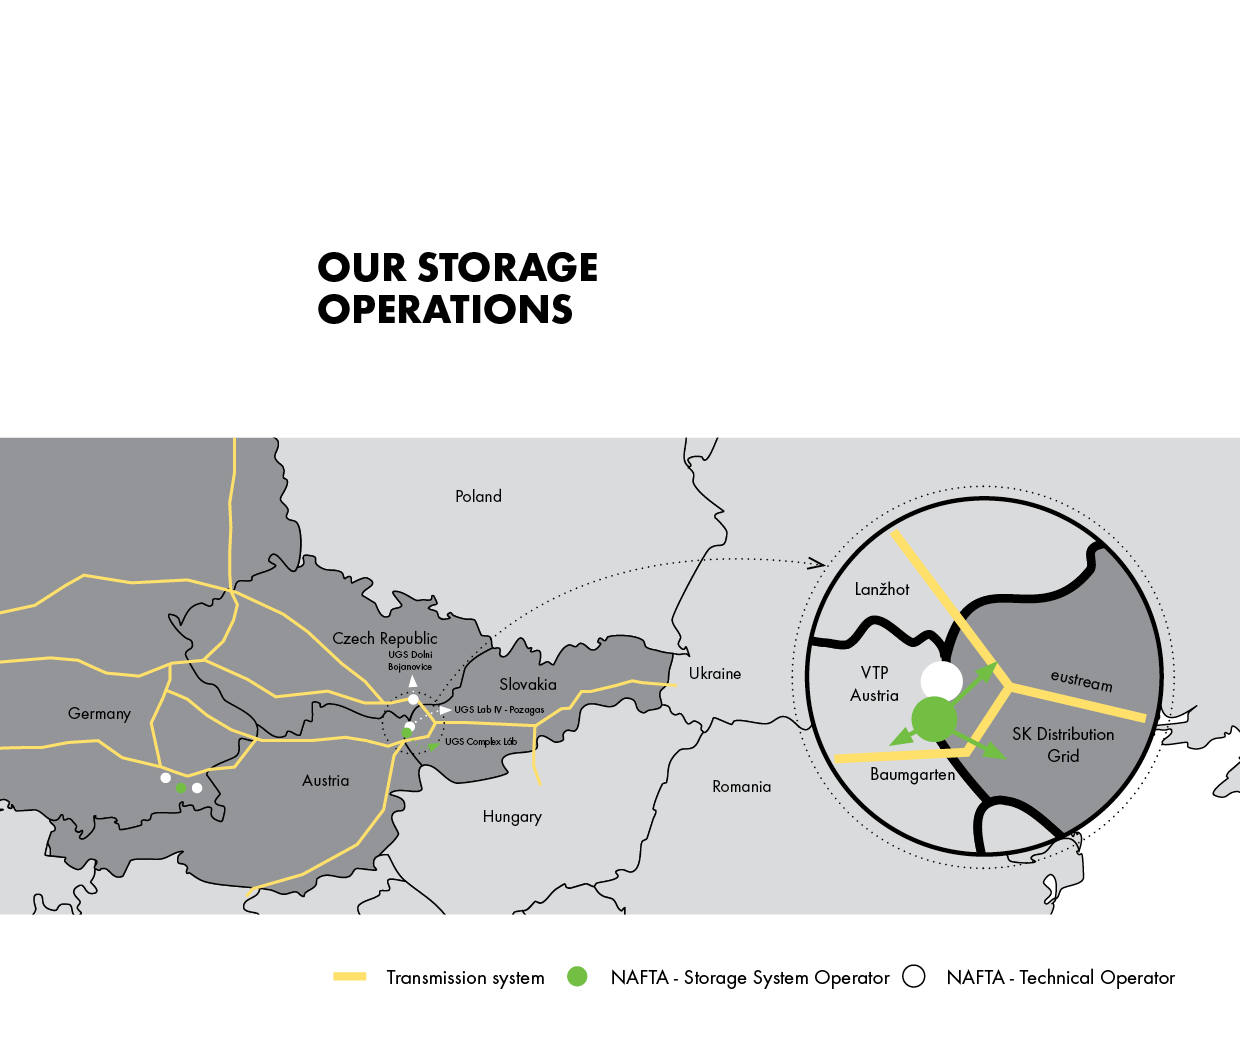 OUR STORAGE
OPERATIONS
Poland
Czech Republic
UGS Dolni
Bojanovice
Slovakia
Ukraine
UGS Lab IV - Pozagas
UGS Complex Láb
Germany
Austria
Hungary
Romania
Lanžhot
VTP
Austria
eustream
SK Distribution
Grid
Baumgarten
Transmission system
NAFTA - Storage System Operator
NAFTA - Technical Operator